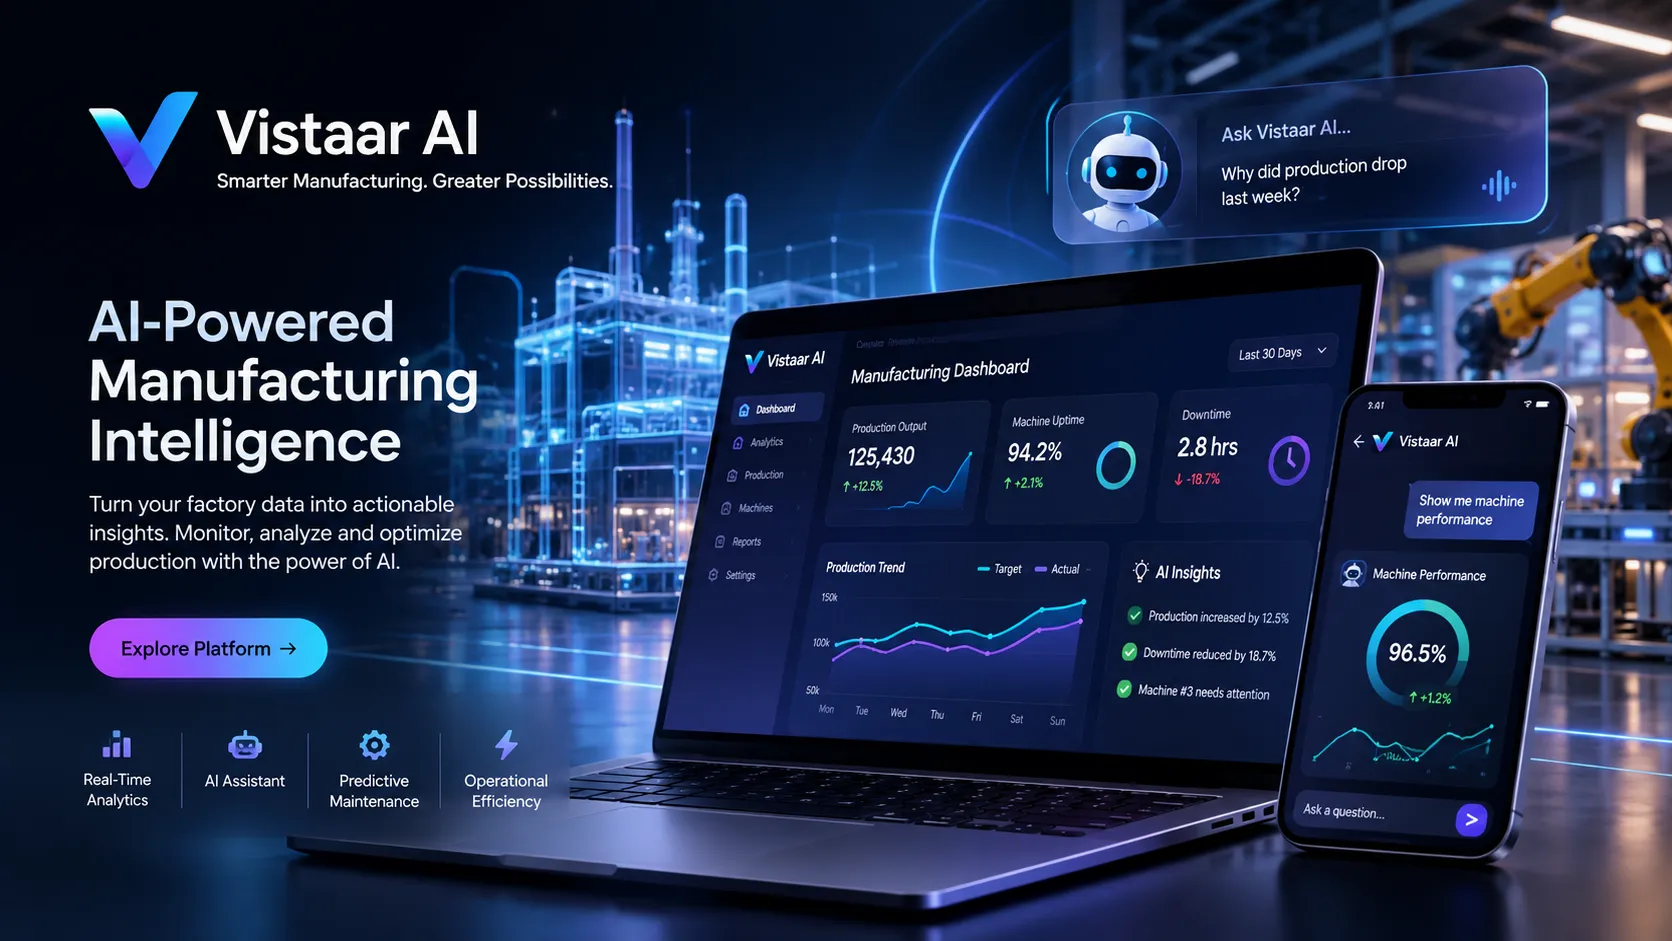 Vistaar AI
Smarter Manufacturing. Greater Possibilities.
AI-Powered
Manufacturing
Intelligence
Turn your factory data into actionable
insights. Monitor, analyze and optimize
production with the power of AI.
Explore Platform →
Real-Time
Analytics
AI Assistant
Predictive
Maintenance
Operational
Efficiency
Ask Vistaar AI...
Why did production drop
last week?
Vistaar AI
Dashboard
Analytics
Production
Machines
Reports
Settings
Manufacturing Dashboard
Last 30 Days
Production Output
125,430
↑ +12.5%
Machine Uptime
94.2%
↑ +2.1%
Downtime
2.8 hrs
↓ -18.7%
Production Trend
Target
Actual
150k
100k
50k
Mon Tue Wed Thu Fri Sat Sun
AI Insights
Production increased by 12.5%
Downtime reduced by 18.7%
Machine #3 needs attention
9:41
Vistaar AI
Show me machine
performance
Machine Performance
96.5%
↑ +1.2%
Ask a question...